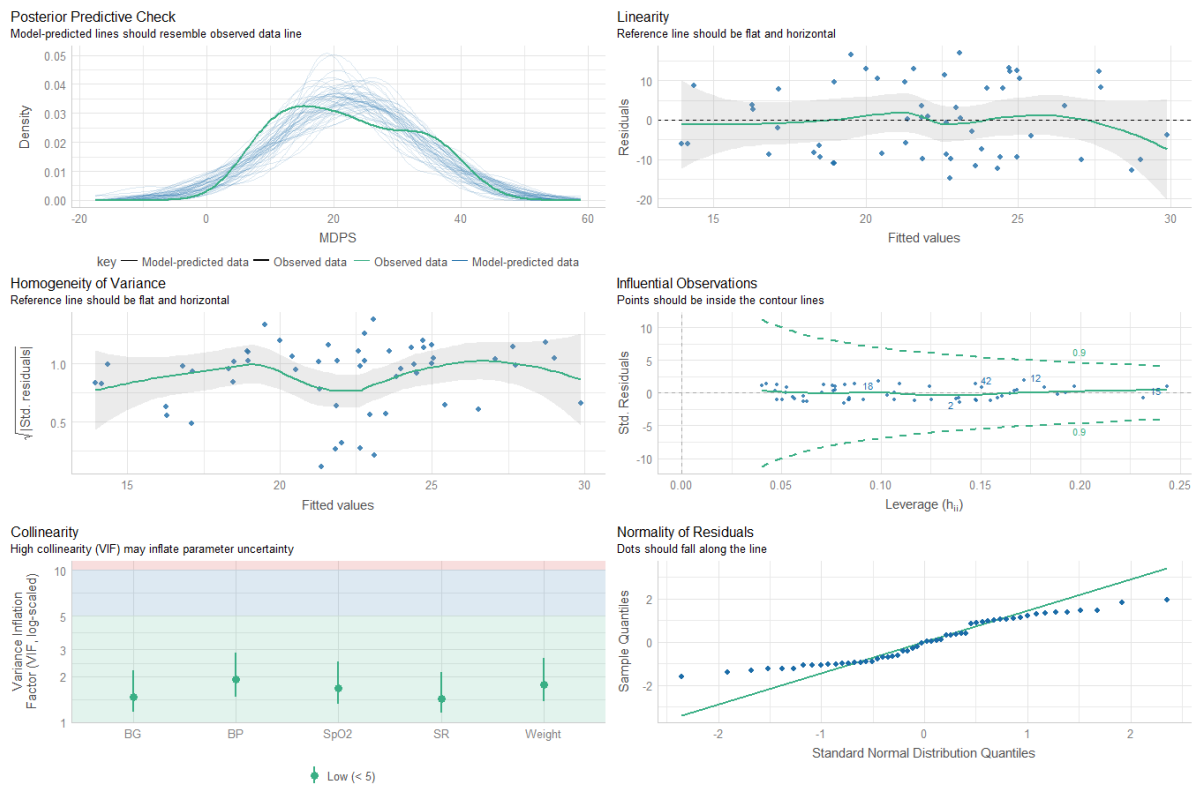 Posterior Predictive Check
Model-predicted lines should resemble observed data line
0.05
0.04
0.03
0.02
0.01
0.00
Density
-20
0
20
40
60
MDPS
key
Model-predicted data
Observed data
Observed data
Model-predicted data
Linearity
Reference line should be flat and horizontal
10
0
-10
-20
Residuals
15
20
25
30
Fitted values
Homogeneity of Variance
Reference line should be flat and horizontal
1.0
0.5
√|Std. residuals|
15
20
25
30
Fitted values
Influential Observations
Points should be inside the contour lines
10
5
0
-5
-10
Std. Residuals
0.9
18
42
12
2
15
0.9
0.00
0.05
0.10
0.15
0.20
0.25
Leverage (hii)
Collinearity
High collinearity (VIF) may inflate parameter uncertainty
10
5
3
2
1
Variance Inflation
Factor (VIF, log-scaled)
BG
BP
SpO2
SR
Weight
Low (< 5)
Normality of Residuals
Dots should fall along the line
2
0
-2
Sample Quantiles
-2
-1
0
1
2
Standard Normal Distribution Quantiles